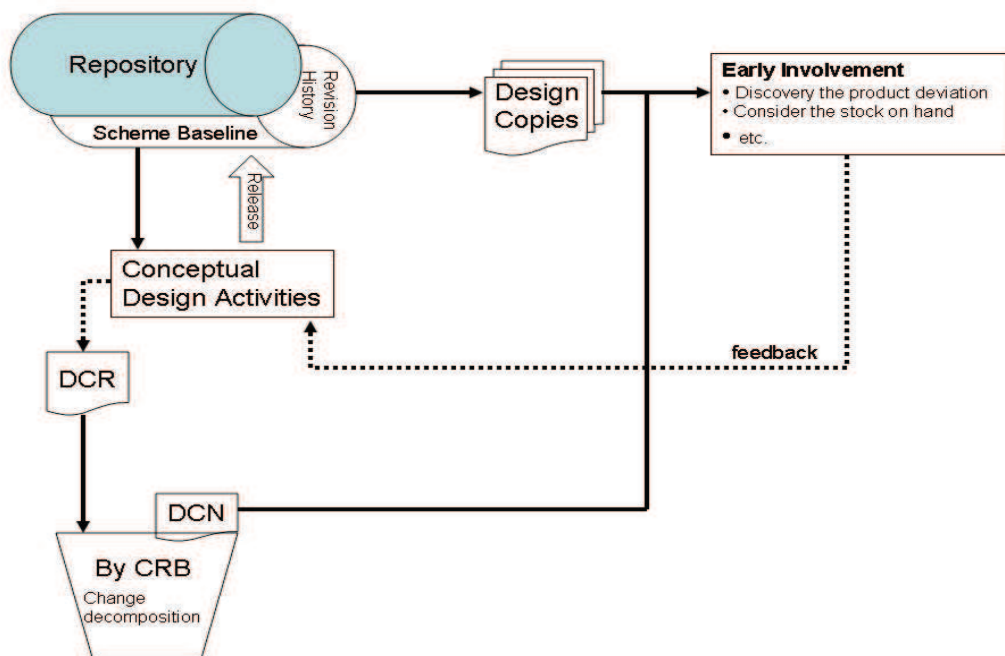 Repository
Revision
History
Scheme Baseline
Release
Design
Copies
Early Involvement
• Discovery the product deviation
• Consider the stock on hand
• etc.
Conceptual
Design Activities
feedback
DCR
DCN
By CRB
Change
decomposition